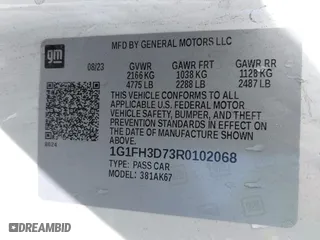 gm
MFD BY GENERAL MOTORS LLC
08/23 GVWR GAWR FRT GAWR RR
2166 KG 1038 KG 1128 KG
4775 LB 2288 LB 2487 LB
THIS VEHICLE CONFORMS TO ALL APPLICABLE
U.S. FEDERAL MOTOR
VEHICLE SAFETY, BUMPER, AND THEFT
PREVENTION STANDARDS IN EFFECT ON THE
DATE OF MANUFACTURE SHOWN ABOVE.
1G1FH3D73R0102068
TYPE: PASS CAR
MODEL: 381AK67
DREAMBID.COM